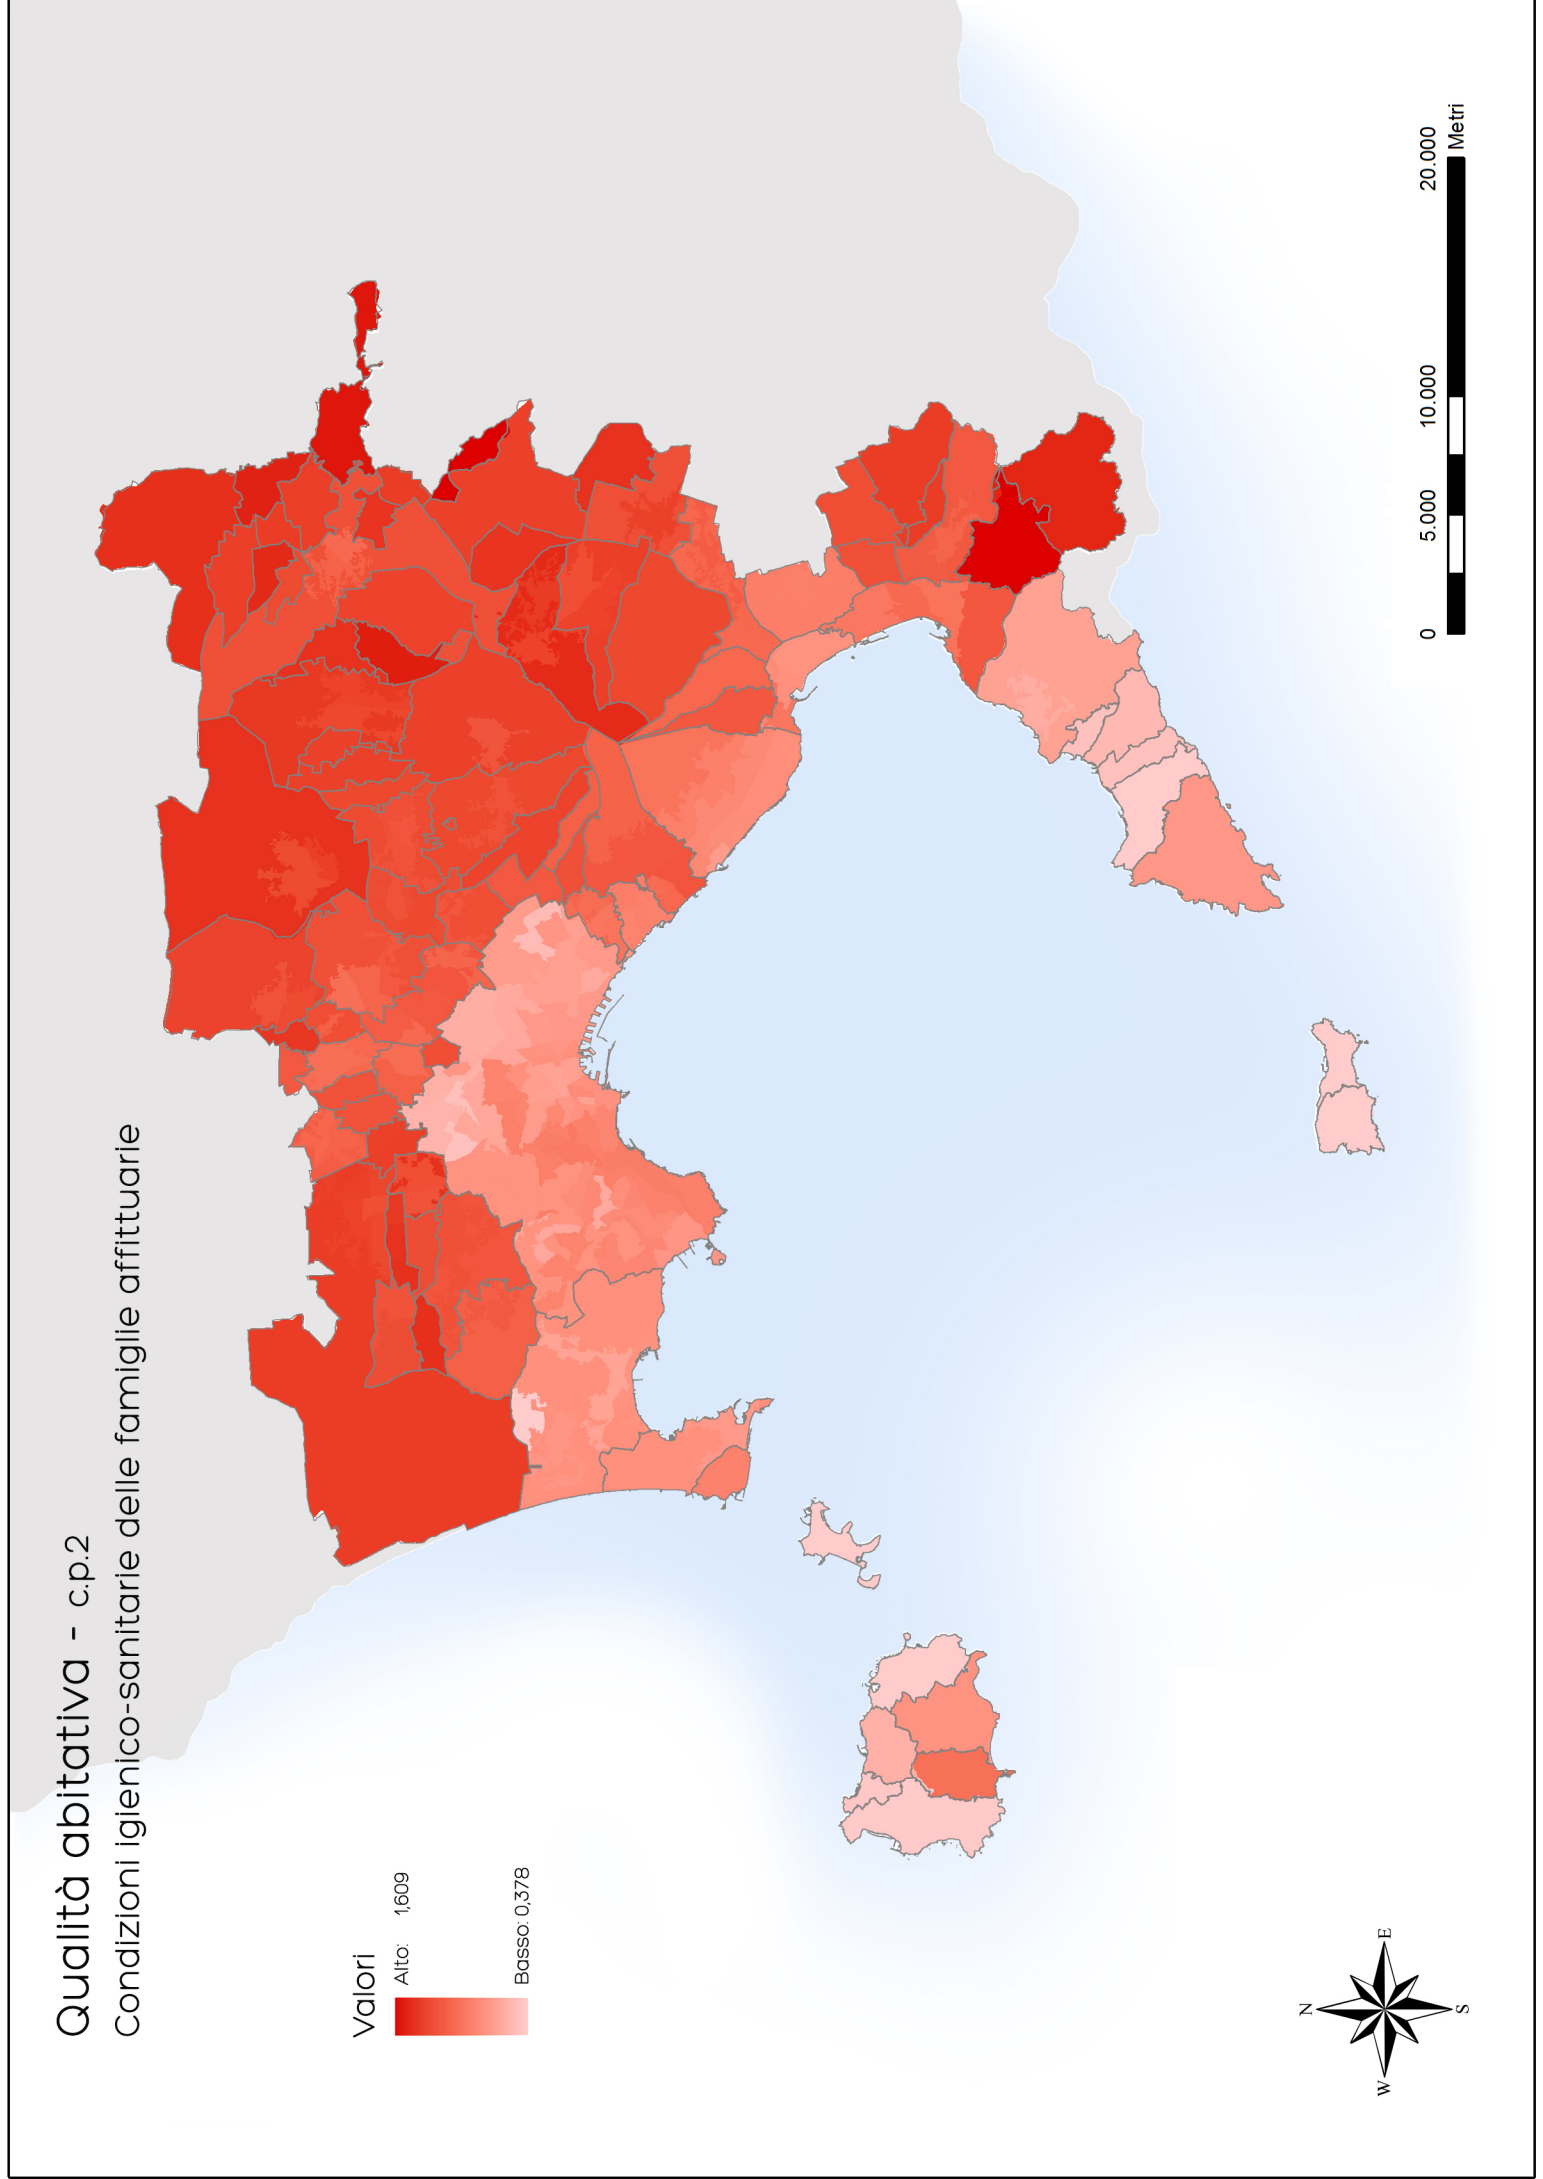 Qualità abitativa - c.p.2
Condizioni igienico-sanitarie delle famiglie affittuarie
Valori
Alto: 1,609
Basso: 0,378
N
W
E
S
0 5.000 10.000 20.000
Metri